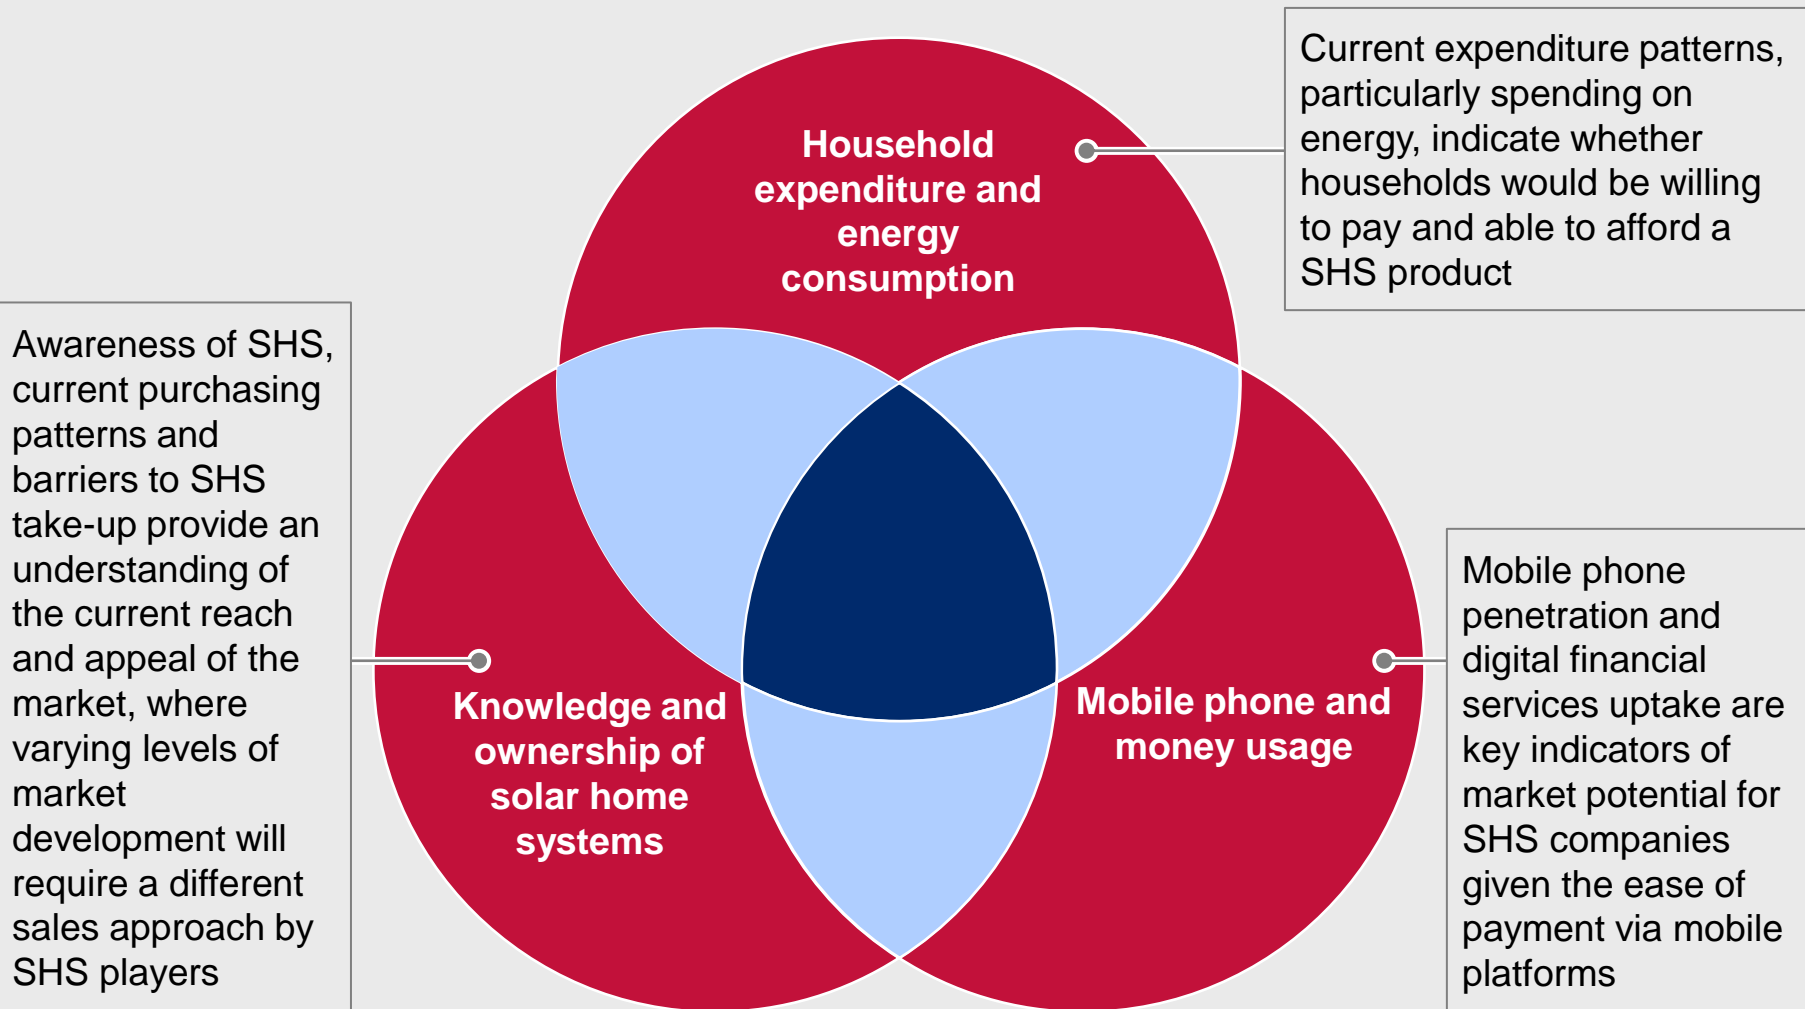 Household
expenditure and
energy
consumption
Current expenditure patterns,
particularly spending on
energy, indicate whether
households would be willing
to pay and able to afford a
SHS product
Awareness of SHS,
current purchasing
patterns and
barriers to SHS
take-up provide an
understanding of
the current reach
and appeal of the
market, where
varying levels of
market
development will
require a different
sales approach by
SHS players
Knowledge and
ownership of
solar home
systems
Mobile phone and
money usage
Mobile phone
penetration and
digital financial
services uptake are
key indicators of
market potential for
SHS companies
given the ease of
payment via mobile
platforms